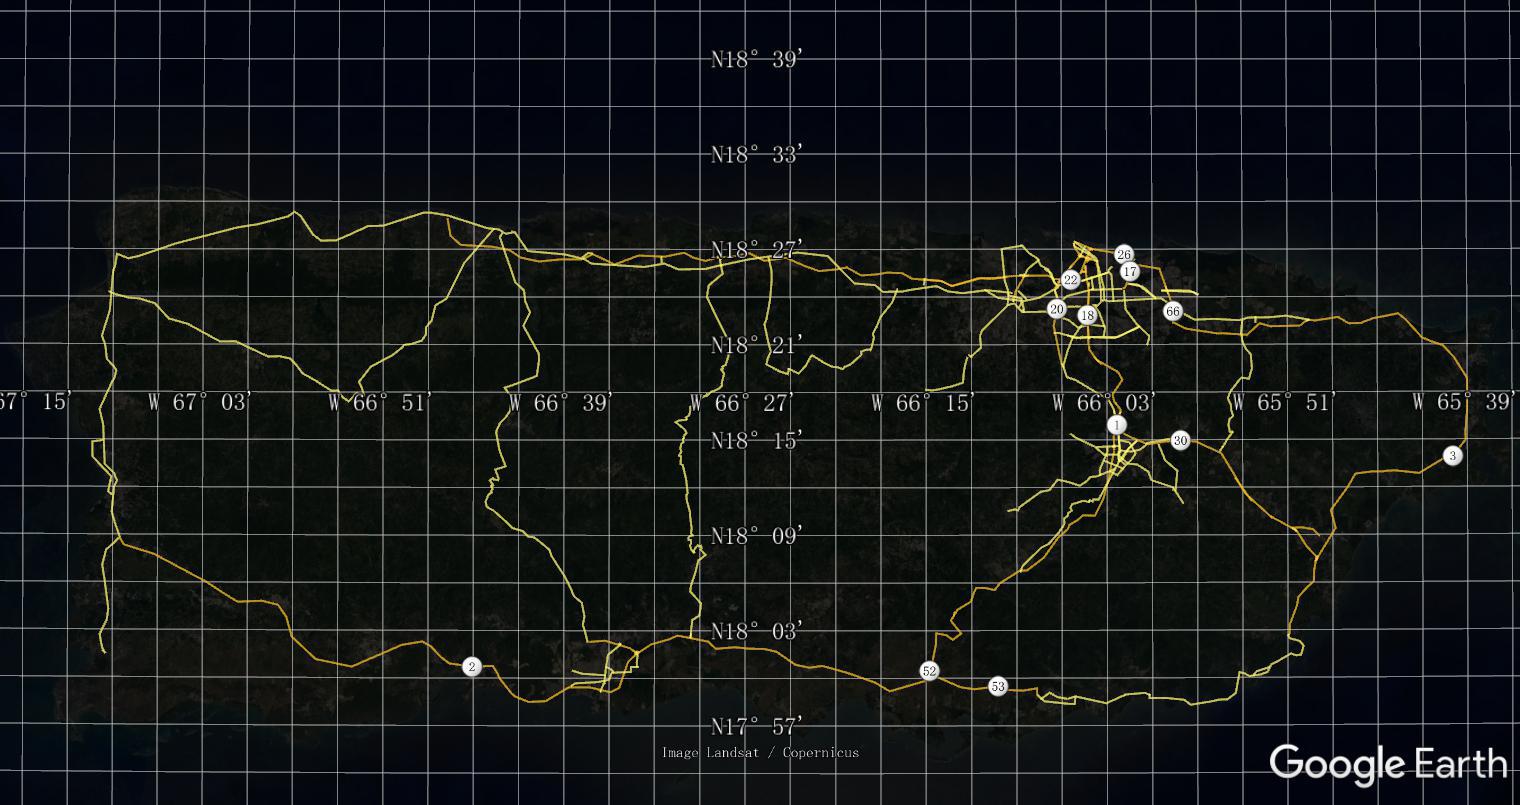 N18° 39'
N18° 33'
N18° 27'
26
17
22
20
18
66
N18° 21'
67° 15'
W 67° 03'
W 66° 51'
W 66° 39'
W 66° 27'
W 66° 15'
W 66° 03'
W 65° 51'
W 65° 39'
1
30
N18° 15'
3
N18° 09'
N18° 03'
2
52
53
N17° 57'
Image Landsat / Copernicus
Google Earth